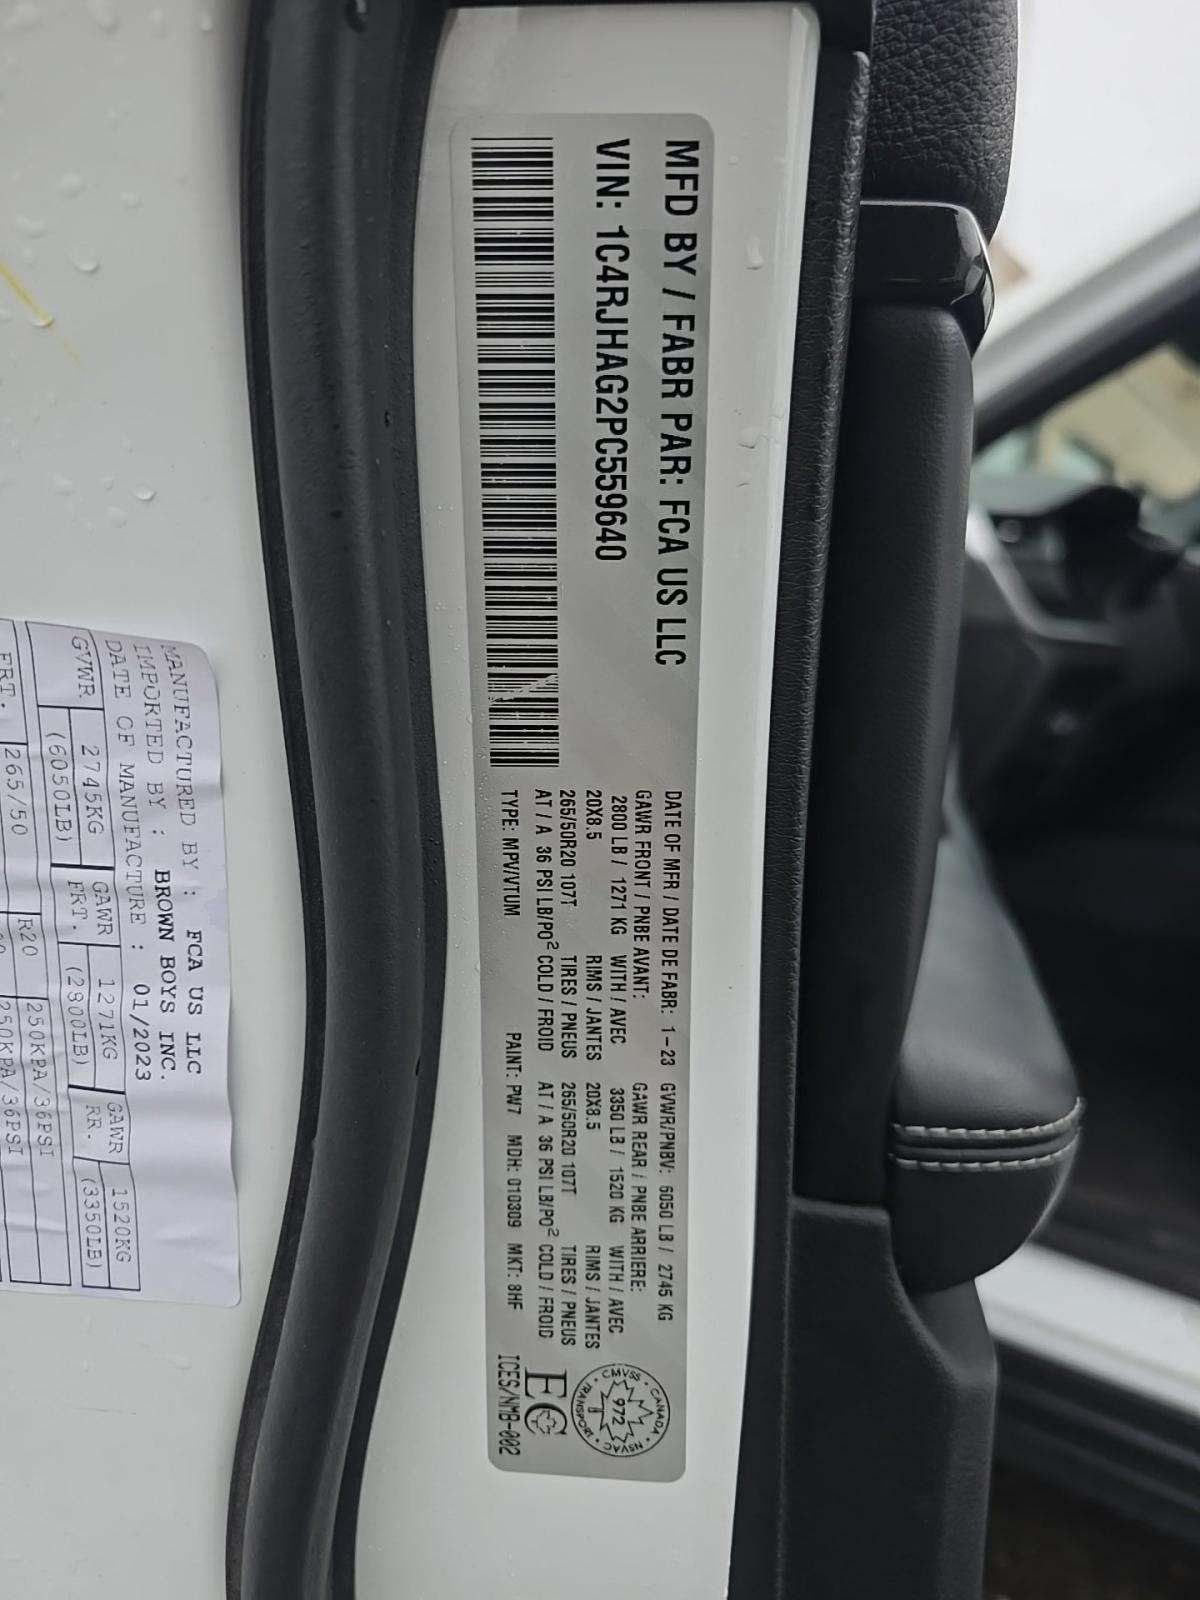 MFD BY / FABR PAR: FCA US LLC
VIN: 1C4RJHAG2PC559640
DATE OF MFR / DATE DE FABR: 1-23 GVWR/PNBV: 6050 LB / 2745 KG
GAWR FRONT / PNBE AVANT: GAWR REAR / PNBE ARRIERE:
2800 LB / 1271 KG WITH / AVEC 3350 LB / 1520 KG WITH / AVEC
20X8.5 RIMS / JANTES 20X8.5 RIMS / JANTES
265/50R20 107T TIRES / PNEUS 265/50R20 107T TIRES / PNEUS
AT / A 36 PSI LB/PO² COLD / FROID AT / A 36 PSI LB/PO² COLD / FROID
TYPE: MPV/VTUM PAINT: PW7 MDH: 010309 MKT: 8HF
CMVSS · CANADA · NSVAC · TRANSPORT
972
EC
ICES/NMB-002
MANUFACTURED BY : FCA US LLC
IMPORTED BY : BROWN BOYS INC.
DATE OF MANUFACTURE : 01/2023
GVWR 2745KG GAWR 1271KG GAWR 1520KG
(6050LB) FRT. (2800LB) RR. (3350LB)
R20 250KPA/36PSI
FRT. 265/50 250KPA/36PSI